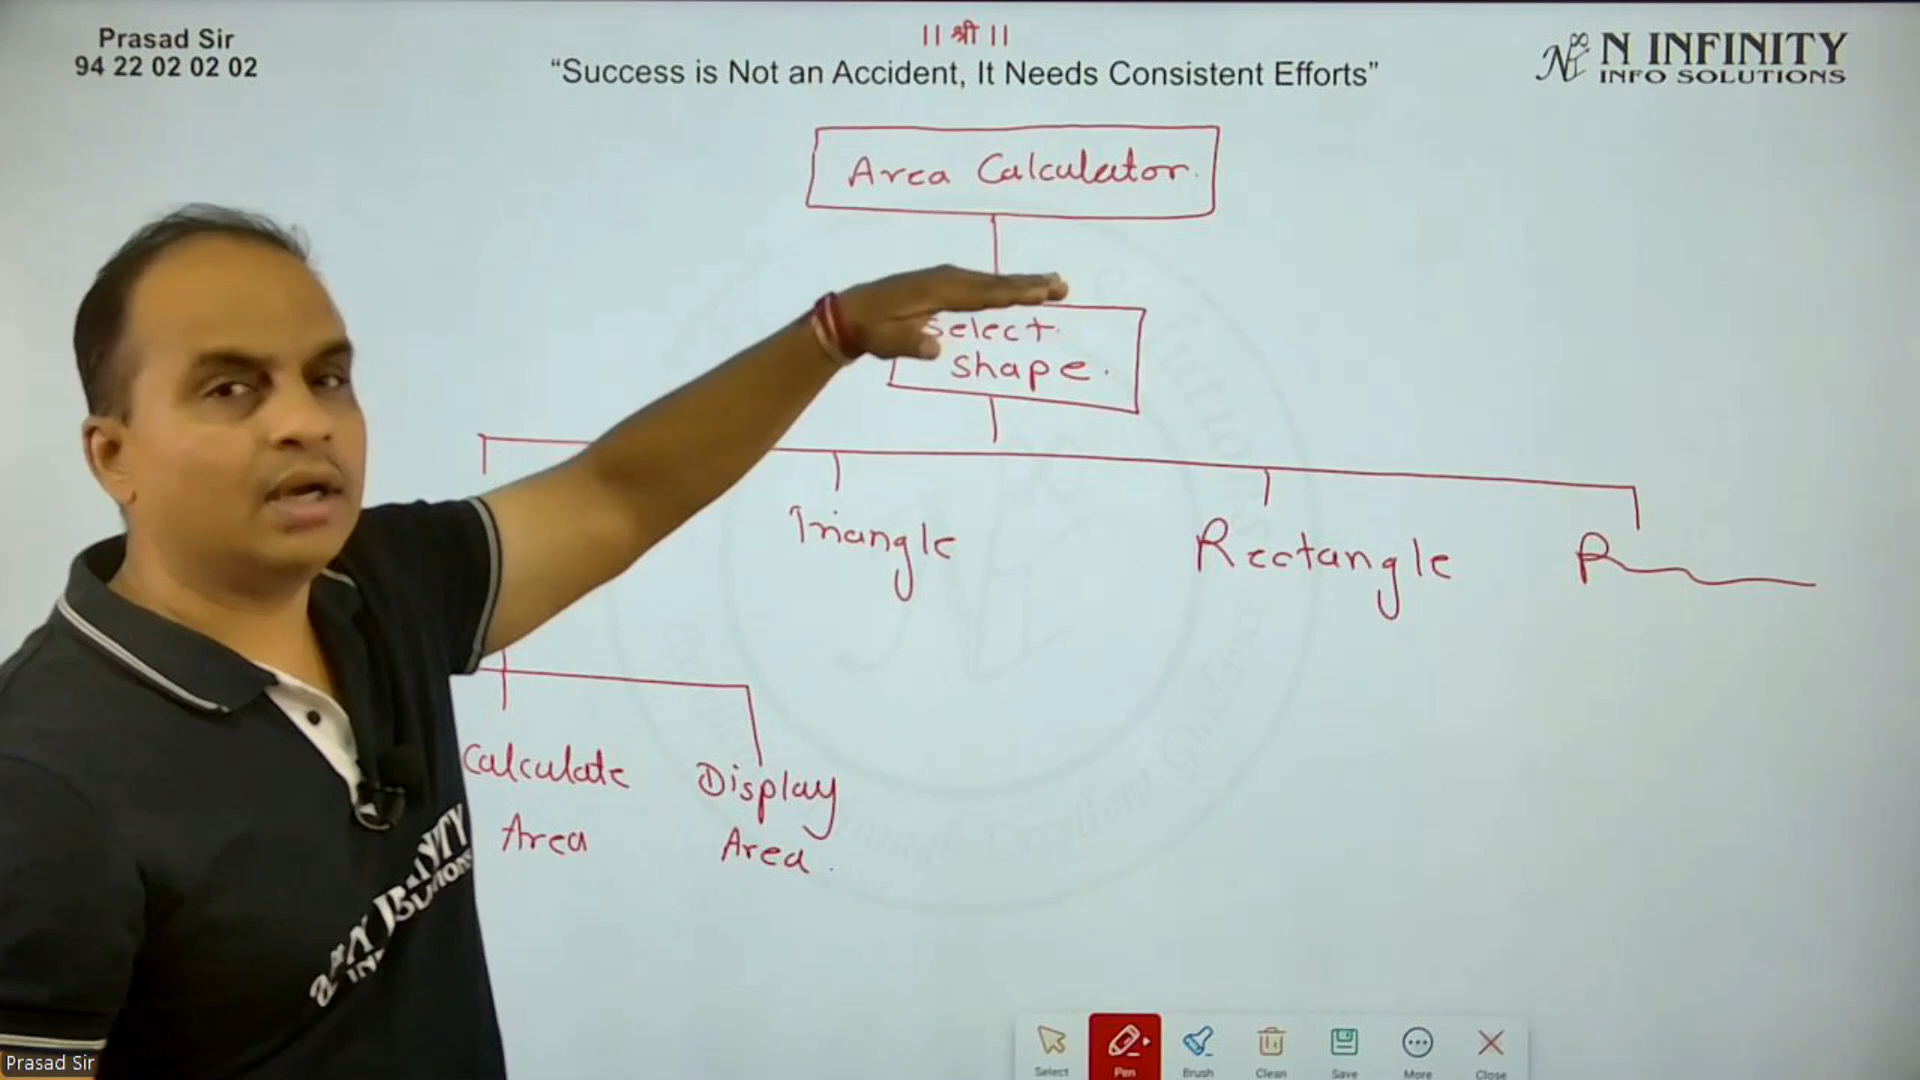 Prasad Sir
94 22 02 02 02
|| श्री ||
“Success is Not an Accident, It Needs Consistent Efforts”
N INFINITY
INFO SOLUTIONS
Area Calculator.
Select
shape.
Triangle
Rectangle
Calculate
Area
Display
Area.
Select
Pen
Brush
Clean
Save
More
Close
Prasad Sir